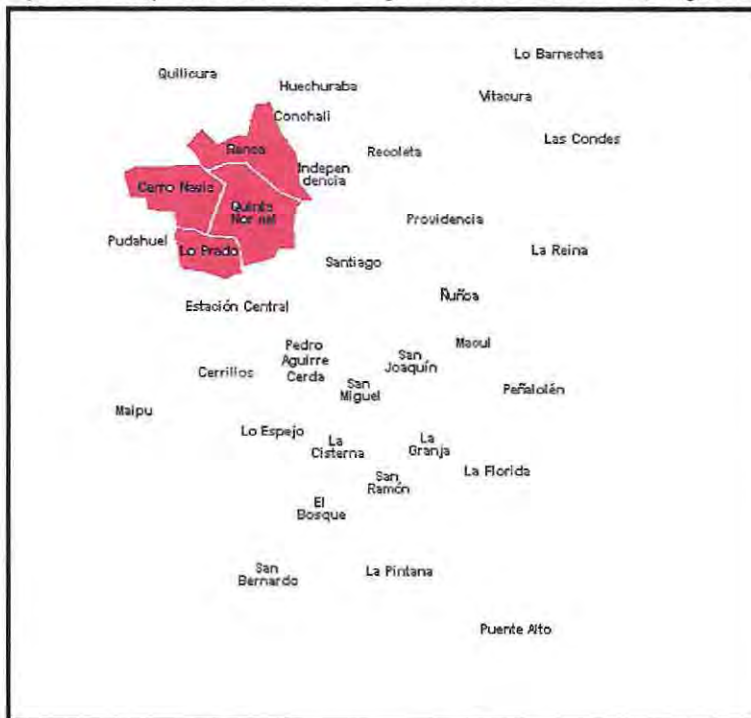 Lo Barneches
Quilicura
Huechuraba
Vitacura
Conchali
Las Condes
Renca
Recoleta
Indepen
dencia
Cerro Navia
Quinta
Normal
Providencia
Pudahuel
Lo Prado
La Reina
Santiago
Ñuñoa
Estación Central
Macul
Pedro
Aguirre
Cerda
San
Joaquín
Cerrillos
San
Miguel
Peñalolén
Maipu
Lo Espejo
La
Cisterna
La
Granja
La Florida
San
Ramón
El
Bosque
San
Bernardo
La Pintana
Puente Alto